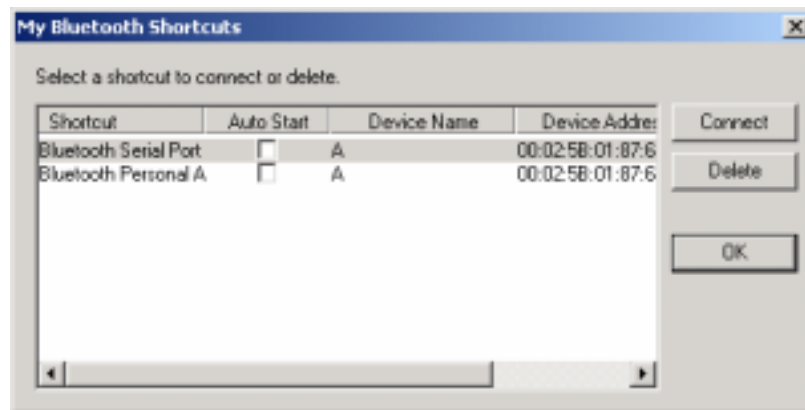 My Bluetooth Shortcuts
Select a shortcut to connect or delete.
Shortcut Auto Start Device Name Device Addre
Connect
Bluetooth Serial Port A 00:02:5B:01:87:6
Bluetooth Personal A A 00:02:5B:01:87:6
Delete
OK